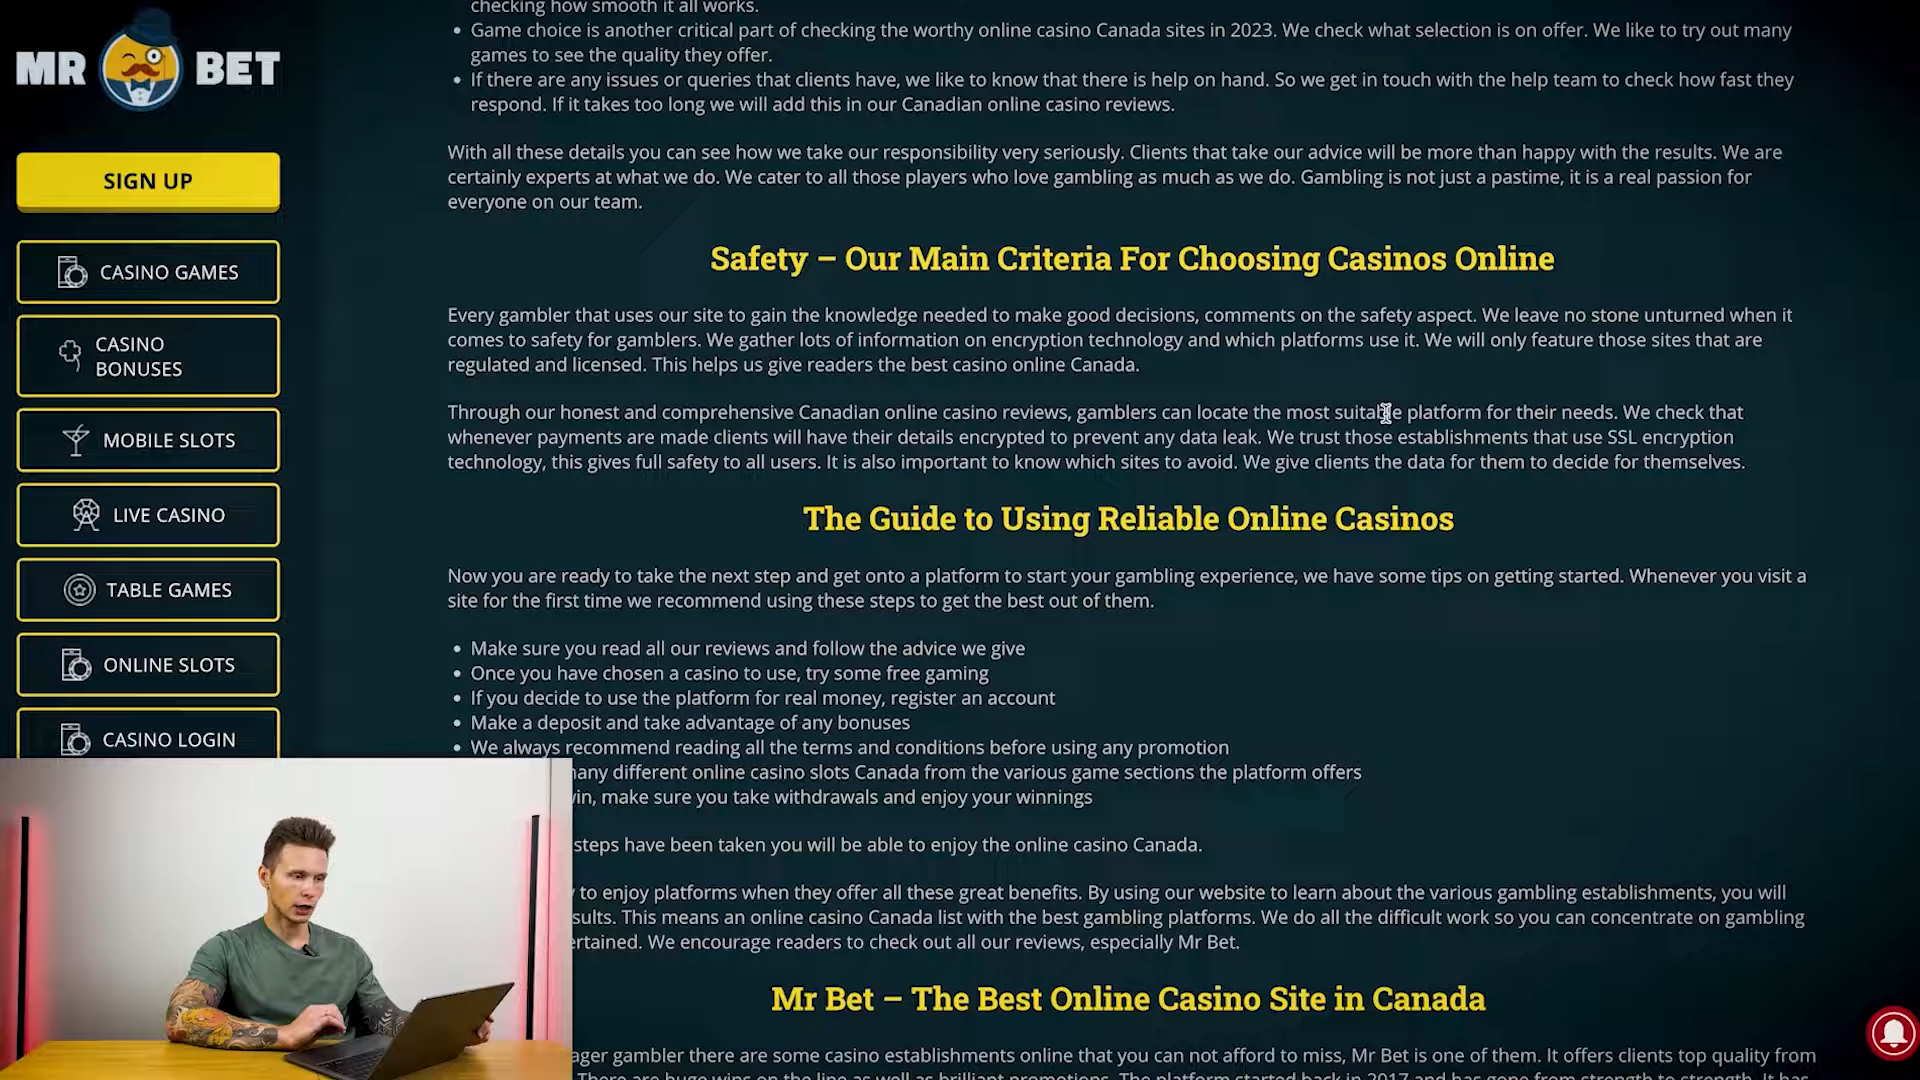 checking how smooth it all works.
Game choice is another critical part of checking the worthy online casino Canada sites in 2023. We check what selection is on offer. We like to try out many
games to see the quality they offer.
If there are any issues or queries that clients have, we like to know that there is help on hand. So we get in touch with the help team to check how fast they
respond. If it takes too long we will add this in our Canadian online casino reviews.
With all these details you can see how we take our responsibility very seriously. Clients that take our advice will be more than happy with the results. We are
certainly experts at what we do. We cater to all those players who love gambling as much as we do. Gambling is not just a pastime, it is a real passion for
everyone on our team.
Safety – Our Main Criteria For Choosing Casinos Online
Every gambler that uses our site to gain the knowledge needed to make good decisions, comments on the safety aspect. We leave no stone unturned when it
comes to safety for gamblers. We gather lots of information on encryption technology and which platforms use it. We will only feature those sites that are
regulated and licensed. This helps us give readers the best casino online Canada.
Through our honest and comprehensive Canadian online casino reviews, gamblers can locate the most suitable platform for their needs. We check that
whenever payments are made clients will have their details encrypted to prevent any data leak. We trust those establishments that use SSL encryption
technology, this gives full safety to all users. It is also important to know which sites to avoid. We give clients the data for them to decide for themselves.
The Guide to Using Reliable Online Casinos
Now you are ready to take the next step and get onto a platform to start your gambling experience, we have some tips on getting started. Whenever you visit a
site for the first time we recommend using these steps to get the best out of them.
Make sure you read all our reviews and follow the advice we give
Once you have chosen a casino to use, try some free gaming
If you decide to use the platform for real money, register an account
Make a deposit and take advantage of any bonuses
We always recommend reading all the terms and conditions before using any promotion
any different online casino slots Canada from the various game sections the platform offers
in, make sure you take withdrawals and enjoy your winnings
steps have been taken you will be able to enjoy the online casino Canada.
to enjoy platforms when they offer all these great benefits. By using our website to learn about the various gambling establishments, you will
sults. This means an online casino Canada list with the best gambling platforms. We do all the difficult work so you can concentrate on gambling
ertained. We encourage readers to check out all our reviews, especially Mr Bet.
Mr Bet – The Best Online Casino Site in Canada
ager gambler there are some casino establishments online that you can not afford to miss, Mr Bet is one of them. It offers clients top quality from
There are huge wins on the line as well as brilliant promotions. The platform started back in 2017 and has gone from strength to strength. It has
MR BET
SIGN UP
CASINO GAMES
CASINO
BONUSES
MOBILE SLOTS
LIVE CASINO
TABLE GAMES
ONLINE SLOTS
CASINO LOGIN